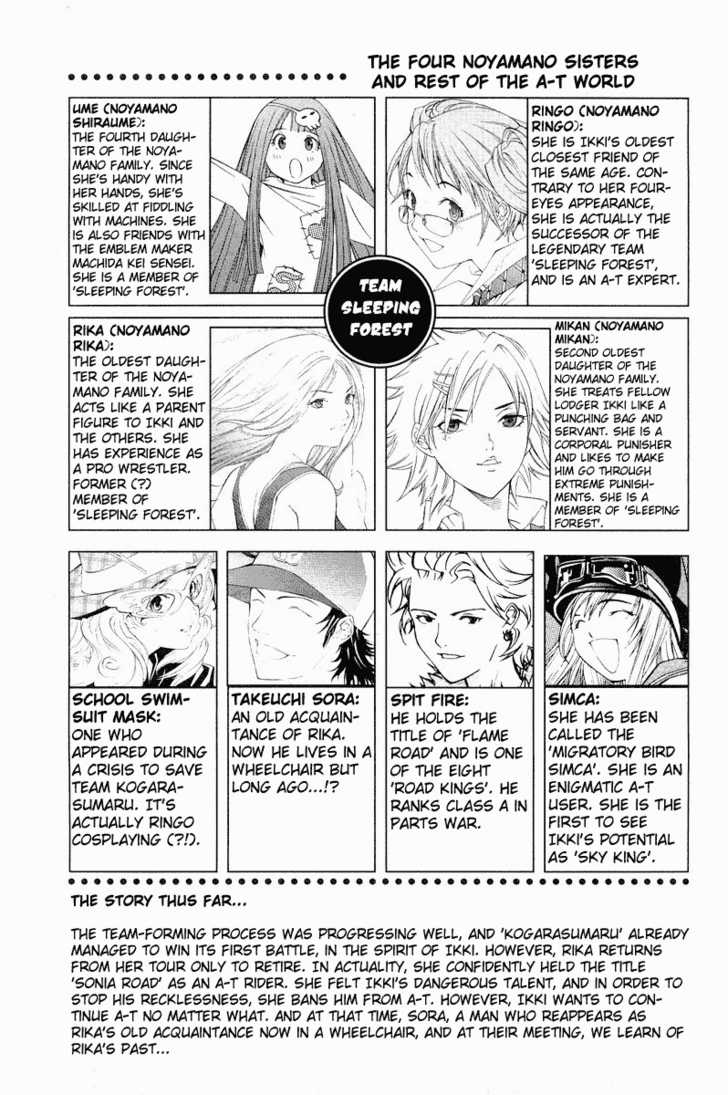 THE FOUR NOYAMANO SISTERS
AND REST OF THE A-T WORLD
UME (NOYAMANO
SHIRAUME):
THE FOURTH DAUGH-
TER OF THE NOYA-
MANO FAMILY. SINCE
SHE'S HANDY WITH
HER HANDS, SHE'S
SKILLED AT FIDDLING
WITH MACHINES. SHE
IS ALSO FRIENDS WITH
THE EMBLEM MAKER
MACHIDA KEI SENSEI.
SHE IS A MEMBER OF
'SLEEPING FOREST'.
RINGO (NOYAMANO
RINGO):
SHE IS IKKI'S OLDEST
CLOSEST FRIEND OF
THE SAME AGE. CON-
TRARY TO HER FOUR-
EYES APPEARANCE,
SHE IS ACTUALLY THE
SUCCESSOR OF THE
LEGENDARY TEAM
'SLEEPING FOREST',
AND IS AN A-T EXPERT.
TEAM
SLEEPING
FOREST
RIKA (NOYAMANO
RIKA):
THE OLDEST DAUGH-
TER OF THE NOYA-
MANO FAMILY. SHE
ACTS LIKE A PARENT
FIGURE TO IKKI AND
THE OTHERS. SHE
HAS EXPERIENCE AS
A PRO WRESTLER.
FORMER (?)
MEMBER OF
'SLEEPING FOREST'.
MIKAN (NOYAMANO
MIKAN):
SECOND OLDEST
DAUGHTER OF THE
NOYAMANO FAMILY.
SHE TREATS FELLOW
LODGER IKKI LIKE A
PUNCHING BAG AND
SERVANT. SHE IS A
CORPORAL PUNISHER
AND LIKES TO MAKE
HIM GO THROUGH
EXTREME PUNISH-
MENTS. SHE IS A
MEMBER OF 'SLEEPING
FOREST'.
SCHOOL SWIM-
SUIT MASK:
ONE WHO
APPEARED DURING
A CRISIS TO SAVE
TEAM KOGARA-
SUMARU. IT'S
ACTUALLY RINGO
COSPLAYING (?!).
TAKEUCHI SORA:
AN OLD ACQUAIN-
TANCE OF RIKA.
NOW HE LIVES IN A
WHEELCHAIR BUT
LONG AGO...!?
SPIT FIRE:
HE HOLDS THE
TITLE OF 'FLAME
ROAD' AND IS ONE
OF THE EIGHT
'ROAD KINGS'. HE
RANKS CLASS A IN
PARTS WAR.
SIMCA:
SHE HAS BEEN
CALLED THE
'MIGRATORY BIRD
SIMCA'. SHE IS AN
ENIGMATIC A-T
USER. SHE IS THE
FIRST TO SEE
IKKI'S POTENTIAL
AS 'SKY KING'.
THE STORY THUS FAR...
THE TEAM-FORMING PROCESS WAS PROGRESSING WELL, AND 'KOGARASUMARU' ALREADY
MANAGED TO WIN ITS FIRST BATTLE, IN THE SPIRIT OF IKKI. HOWEVER, RIKA RETURNS
FROM HER TOUR ONLY TO RETIRE. IN ACTUALITY, SHE CONFIDENTLY HELD THE TITLE
'SONIA ROAD' AS AN A-T RIDER. SHE FELT IKKI'S DANGEROUS TALENT, AND IN ORDER TO
STOP HIS RECKLESSNESS, SHE BANS HIM FROM A-T. HOWEVER, IKKI WANTS TO CON-
TINUE A-T NO MATTER WHAT. AND AT THAT TIME, SORA, A MAN WHO REAPPEARS AS
RIKA'S OLD ACQUAINTANCE NOW IN A WHEELCHAIR, AND AT THEIR MEETING, WE LEARN OF
RIKA'S PAST...